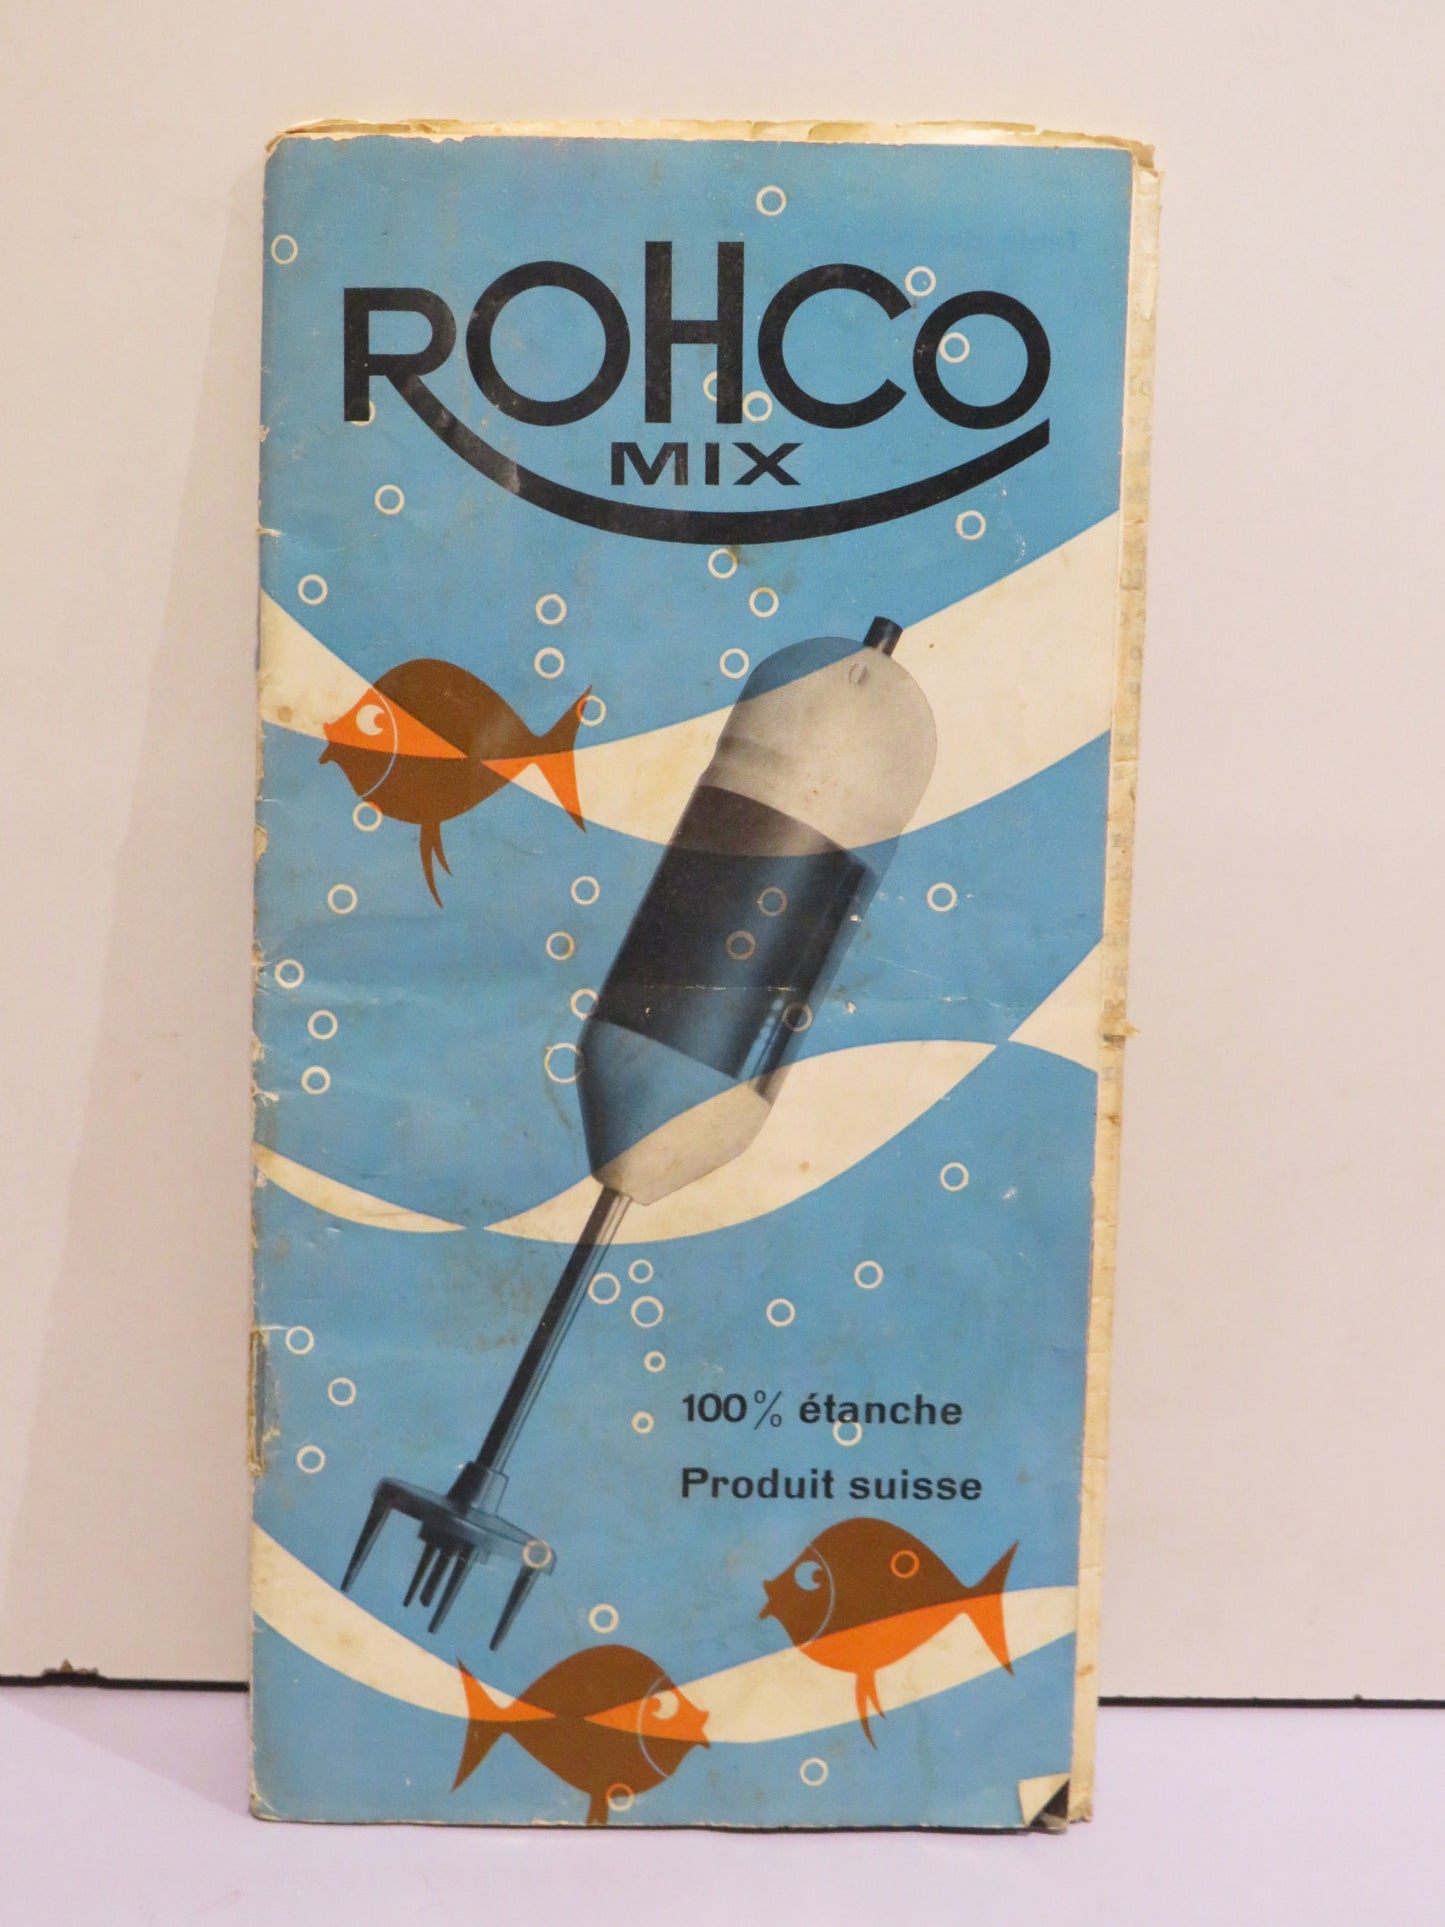 ROHCO
MIX
100% étanche
Produit suisse